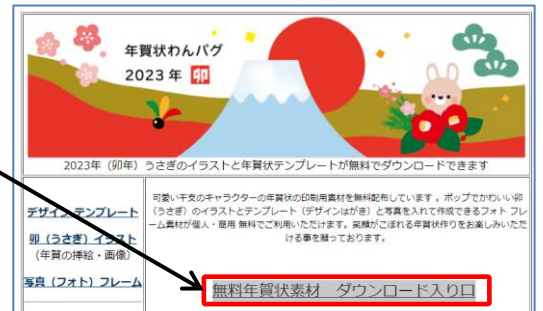 年賀状わんパグ
2023年 卯
2023年（卯年）うさぎのイラストと年賀状テンプレートが無料でダウンロードできます
デザインテンプレート
卯（うさぎ）イラスト
（年賀の挿絵・画像）
写真（フォト）フレーム
可愛い干支のキャラクターの年賀状の印刷用素材を無料配布しています。ポップでかわいい卯
（うさぎ）のイラストとテンプレート（デザインはがき）と写真を入れて作成できるフォト フレ
ーム素材が個人・商用 無料でご利用いただけます。笑顔がこぼれる年賀状作りをお楽しみいただ
ける事を願っております。
無料年賀状素材　ダウンロード入り口